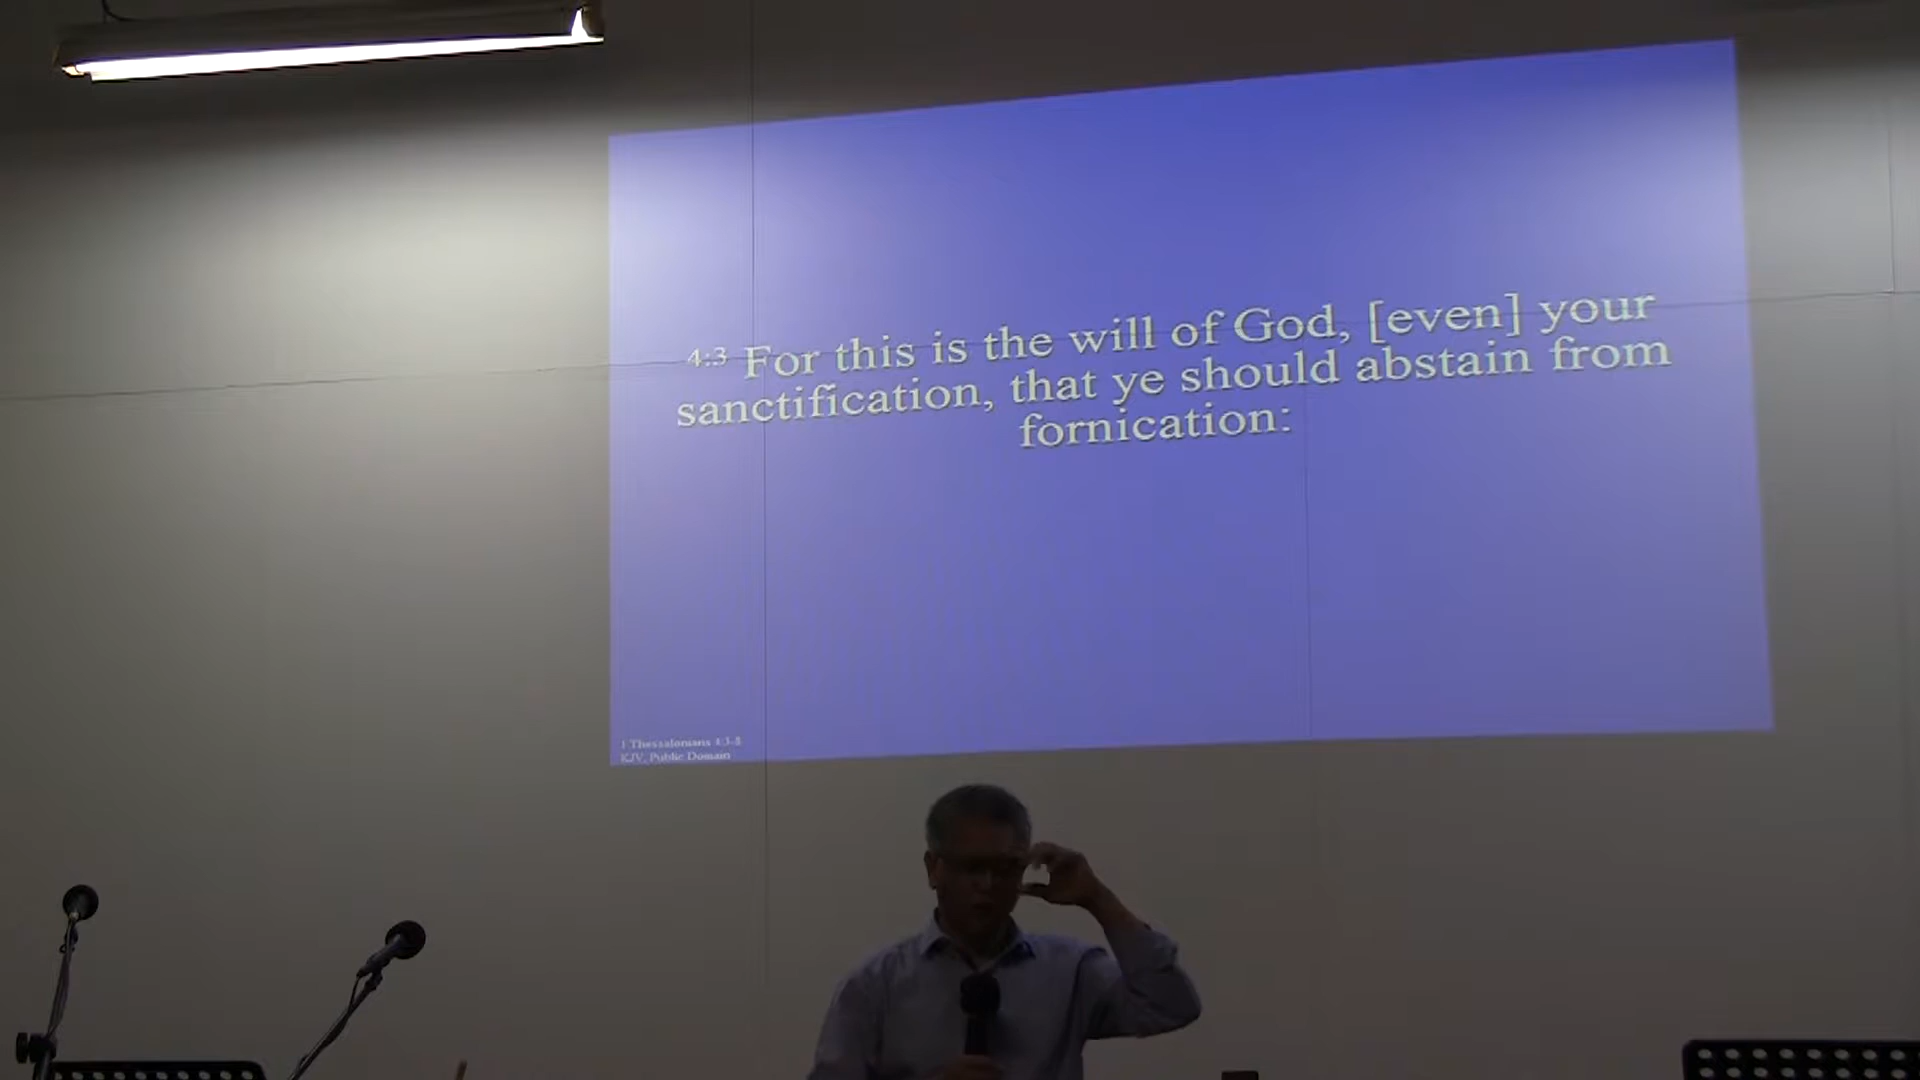 4:3 For this is the will of God, [even] your
sanctification, that ye should abstain from
fornication:
1 Thessalonians 4:3-8
KJV, Public Domain